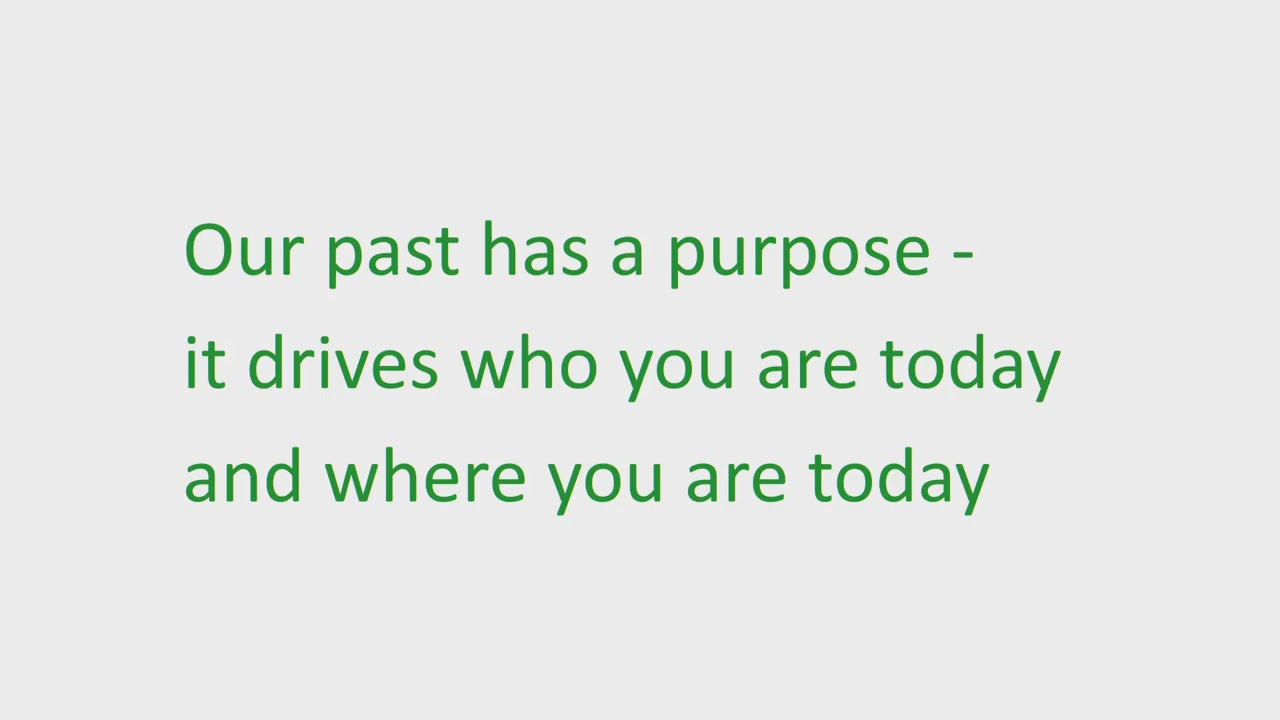 Our past has a purpose -
it drives who you are today
and where you are today